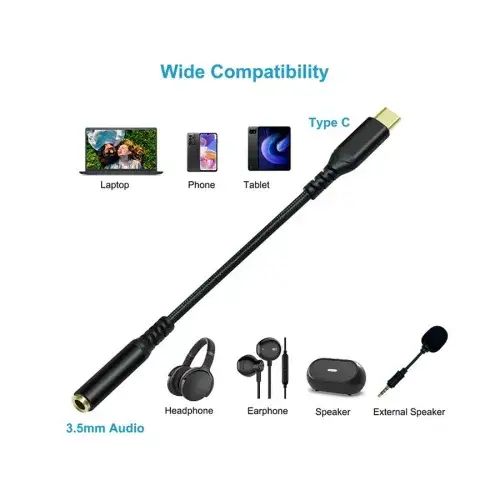 Wide Compatibility
Type C
Laptop
Phone
Tablet
Headphone
Earphone
Speaker
External Speaker
3.5mm Audio